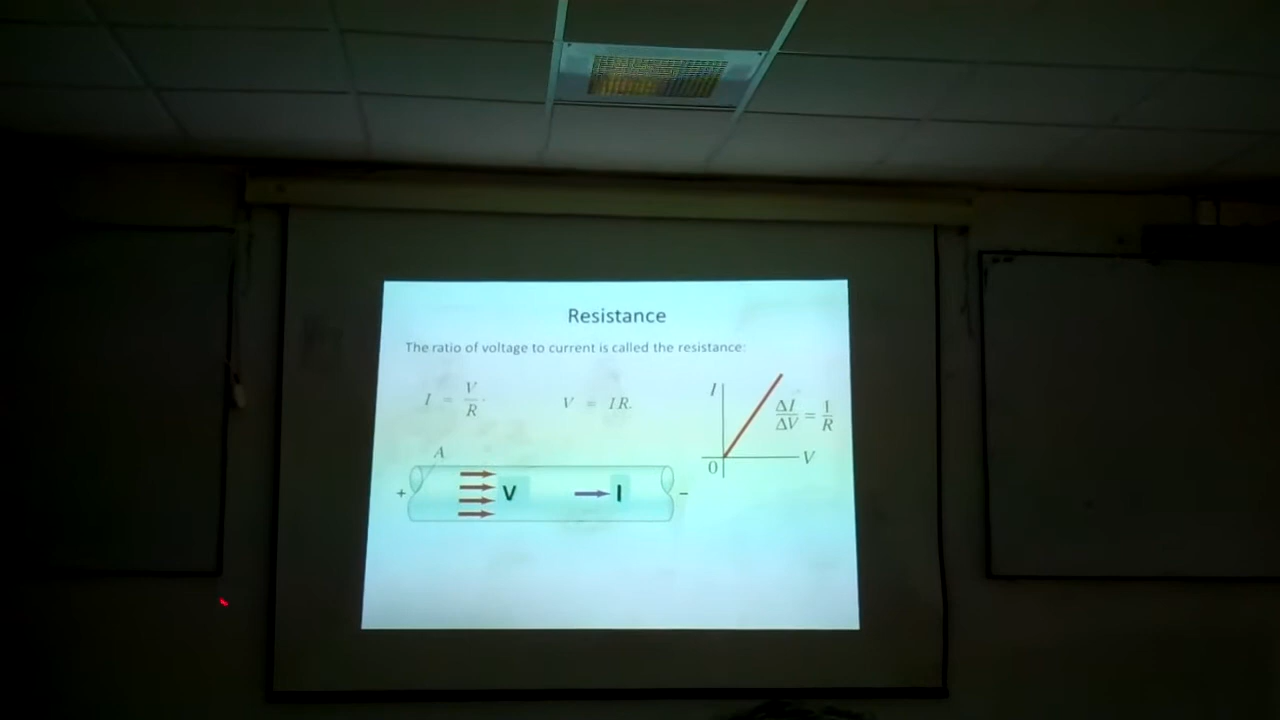 Resistance
The ratio of voltage to current is called the resistance:
I = V/R. V = IR.
I
ΔI/ΔV = 1/R
0 V
A
+ V I −